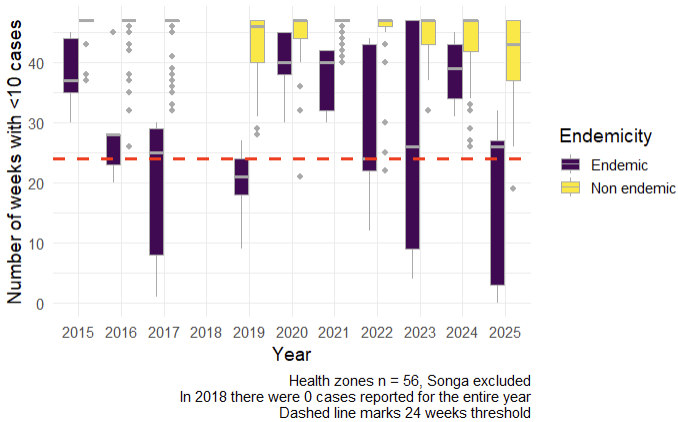 Number of weeks with <10 cases
40
30
20
10
0
2015 2016 2017 2018 2019 2020 2021 2022 2023 2024 2025
Year
Endemicity
Endemic
Non endemic
Health zones n = 56, Songa excluded
In 2018 there were 0 cases reported for the entire year
Dashed line marks 24 weeks threshold